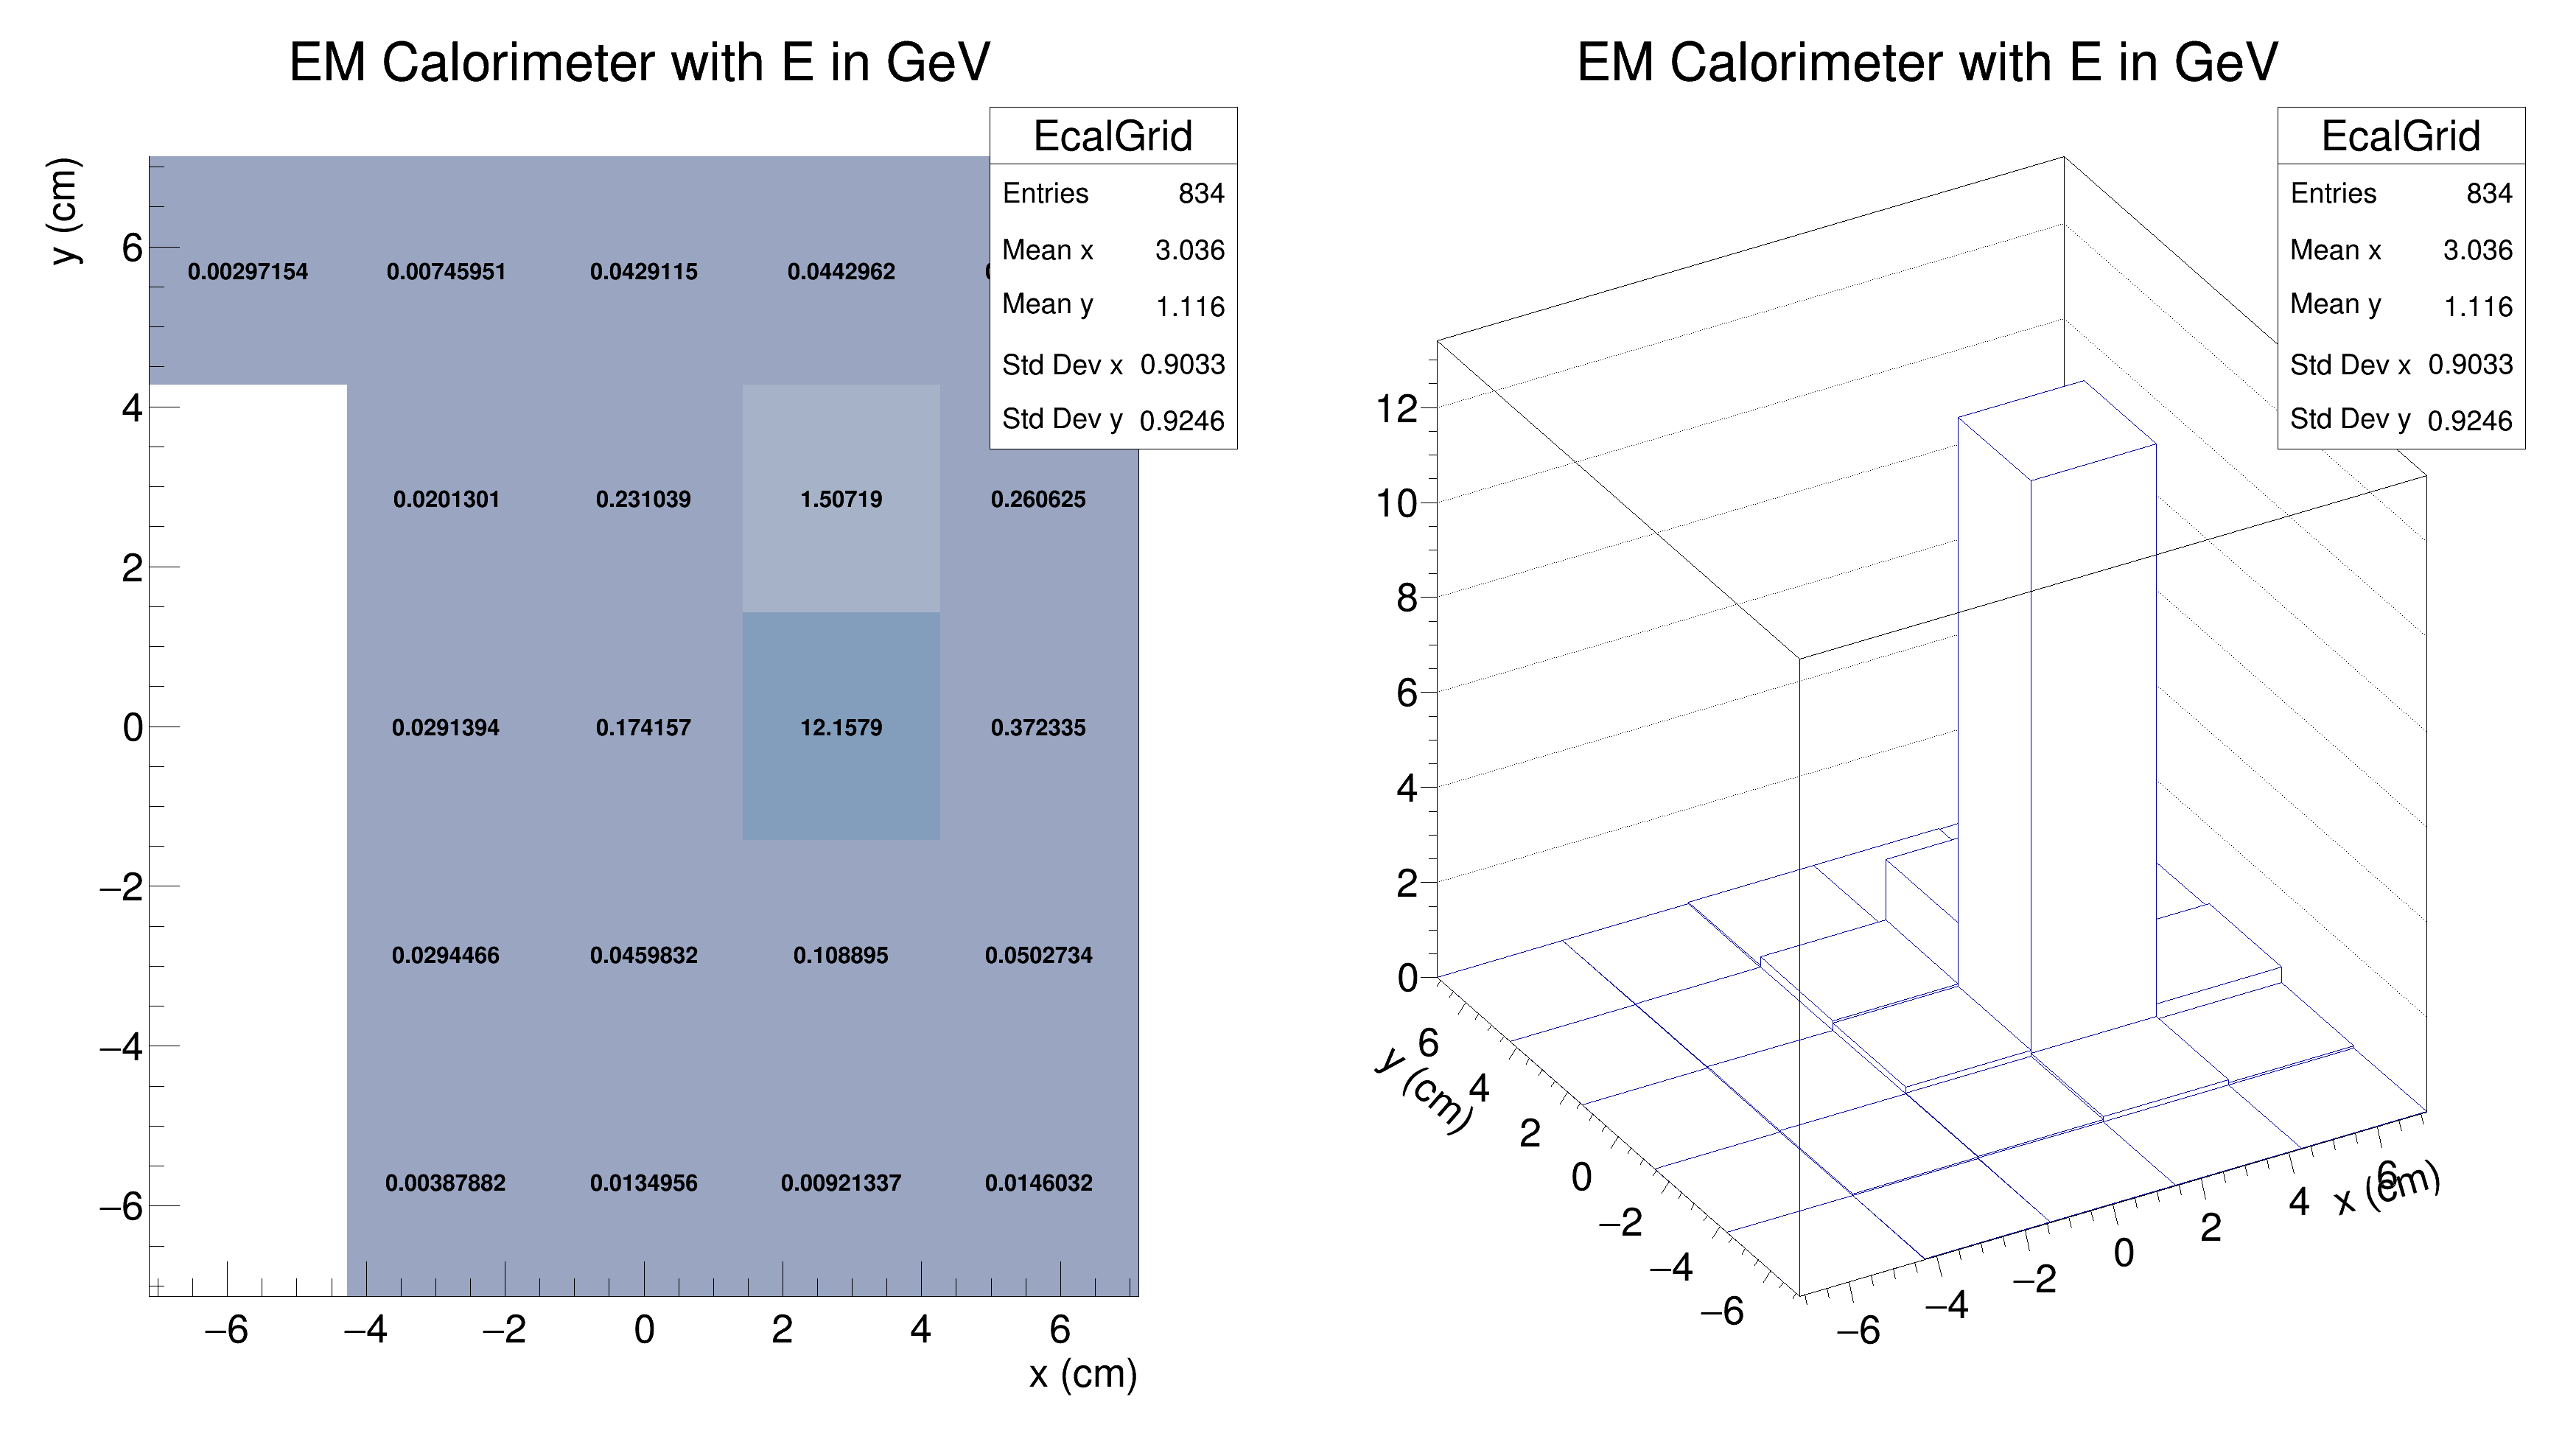 EM Calorimeter with E in GeV
EcalGrid
Entries 834
Mean x 3.036
Mean y 1.116
Std Dev x 0.9033
Std Dev y 0.9246
y (cm)
6
4
2
0
−2
−4
−6
0.00297154 0.00745951 0.0429115 0.0442962
0.0201301 0.231039 1.50719 0.260625
0.0291394 0.174157 12.1579 0.372335
0.0294466 0.0459832 0.108895 0.0502734
0.00387882 0.0134956 0.00921337 0.0146032
−6 −4 −2 0 2 4 6
x (cm)
EM Calorimeter with E in GeV
EcalGrid
Entries 834
Mean x 3.036
Mean y 1.116
Std Dev x 0.9033
Std Dev y 0.9246
12
10
8
6
4
2
0
6
4
2
0
−2
−4
−6
y (cm)
−6 −4 −2 0 2 4 6
x (cm)